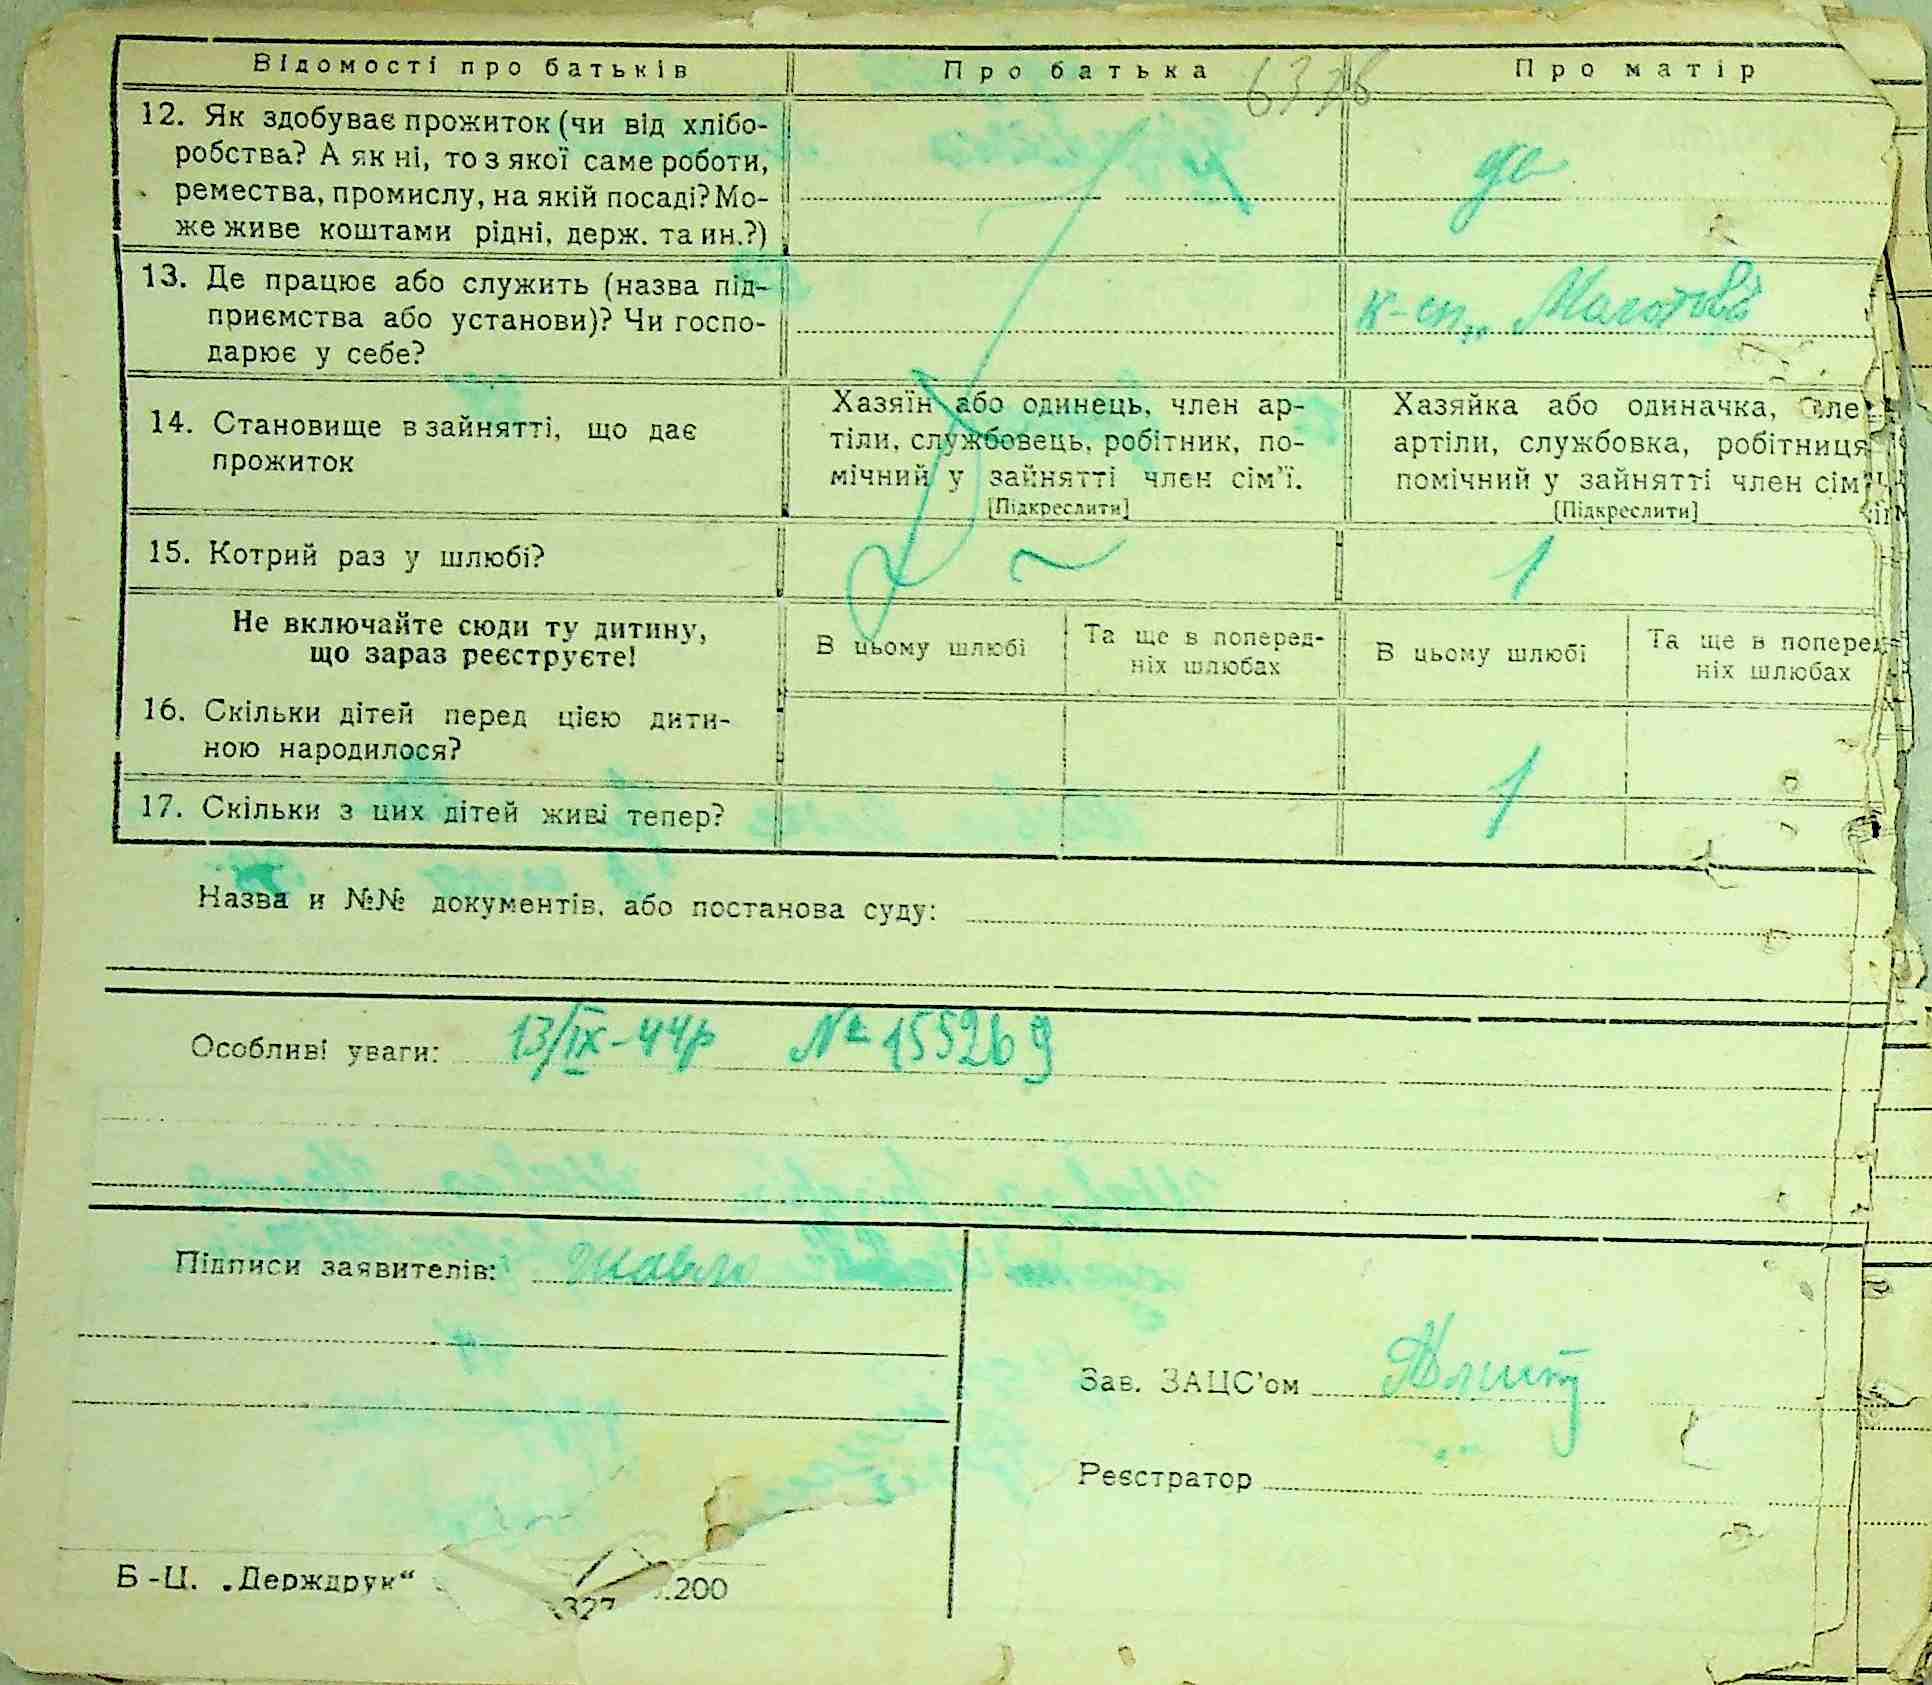 Відомості про батьків
Про батька
Про матір
12. Як здобуває прожиток (чи від хлібо-
робства? А як ні, то з якої саме роботи,
ремества, промислу, на якій посаді? Мо-
же живе коштами рідні, держ. та ин.?)
да
13. Де працює або служить (назва під-
приємства або установи)? Чи госпо-
дарює у себе?
14. Становище в зайнятті, що дає
прожиток
Хазяїн або одинець, член ар-
тіли, службовець, робітник, по-
мічний у зайнятті член сім'ї.
[Підкреслити]
Хазяйка або одиначка, чле
артіли, службовка, робітниця
помічний у зайнятті член сім'
[Підкреслити]
15. Котрий раз у шлюбі?
1
Не включайте сюди ту дитину,
що зараз реєструєте!
В цьому шлюбі
Та ще в поперед-
ніх шлюбах
В цьому шлюбі
Та ще в поперед-
ніх шлюбах
16. Скільки дітей перед цією дити-
ною народилося?
1
17. Скільки з цих дітей живі тепер?
Назва и №№ документів, або постанова суду:
Особливі уваги: 13/IX-44р № 155269
Підписи заявителів:
Зав. ЗАЦС'ом
Реєстратор
Б-Ц. „Держдрук“ 327 .200